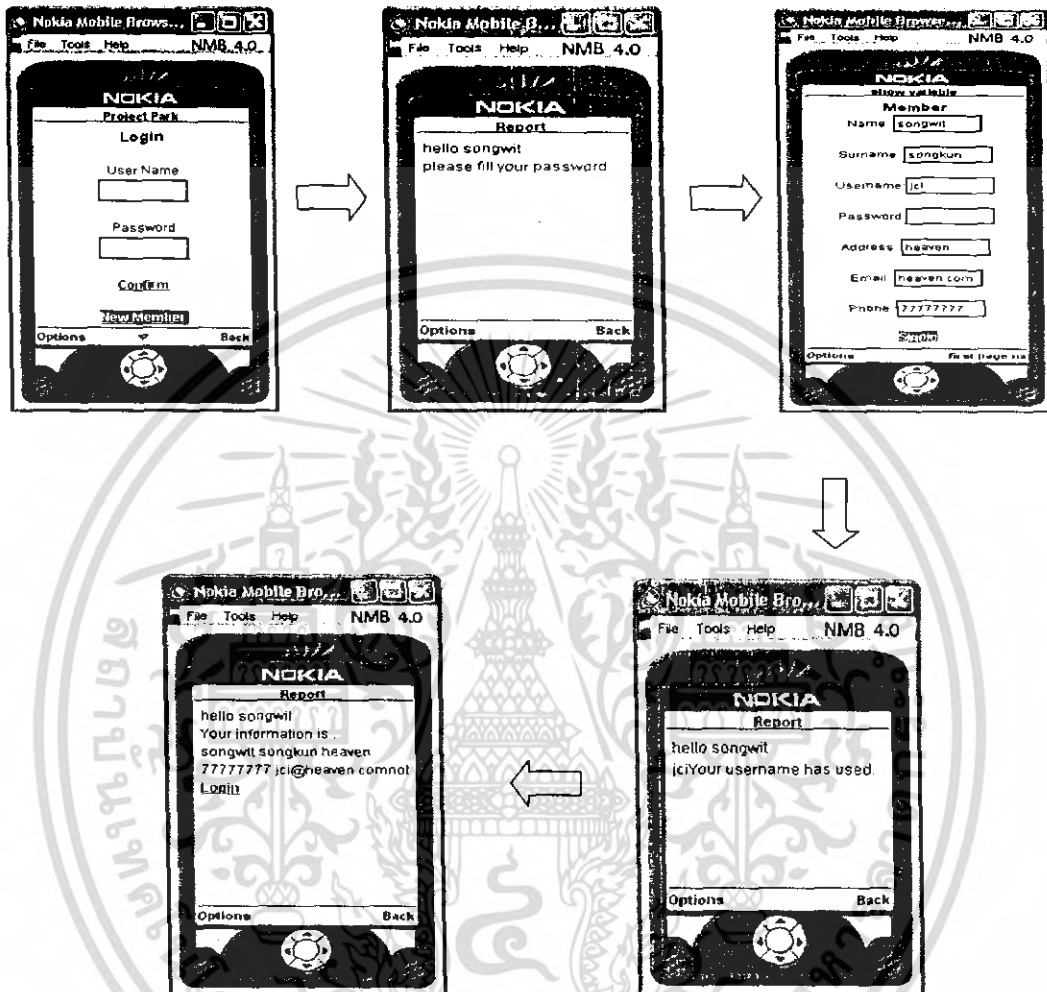 Nokia Mobile Brows...
File Tools Help NMB 4.0
NOKIA
Project Park
Login
User Name
Password
Confirm
New Member
Options Back
Nokia Mobile B...
File Tools Help NMB 4.0
NOKIA
Report
hello songwit
please fill your password
Options Back
Nokia Mobile Browser...
File Tools Help NMB 4.0
NOKIA
show variable
Member
Name songwit
Surname songkun
Username jci
Password
Address heaven
Email heaven.com
Phone 77777777
Options first page
Nokia Mobile Bro...
File Tools Help NMB 4.0
NOKIA
Report
hello songwit
Your information is .
songwit songkun heaven
77777777 jci@heaven.comnot
Login
Options Back
Nokia Mobile Bro...
File Tools Help NMB 4.0
NOKIA
Report
hello songwit
jciYour username has used.
Options Back